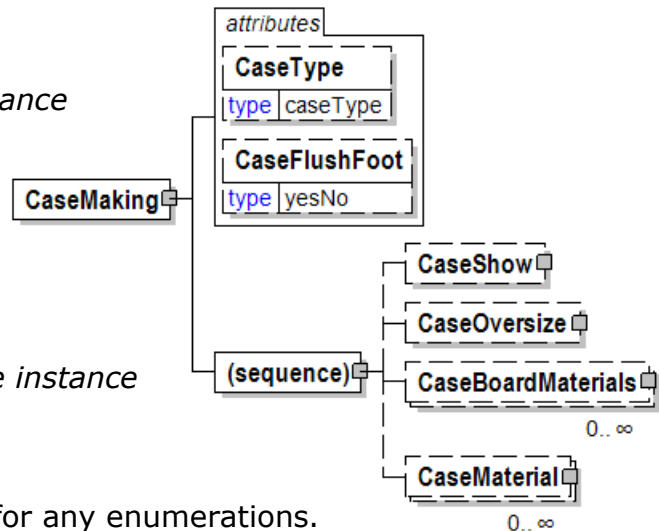 attributes
CaseType
type caseType
ance
CaseFlushFoot
type yesNo
CaseMaking
CaseShow
CaseOversize
(sequence)
e instance
CaseBoardMaterials
0.. ∞
CaseMaterial
for any enumerations.
0.. ∞